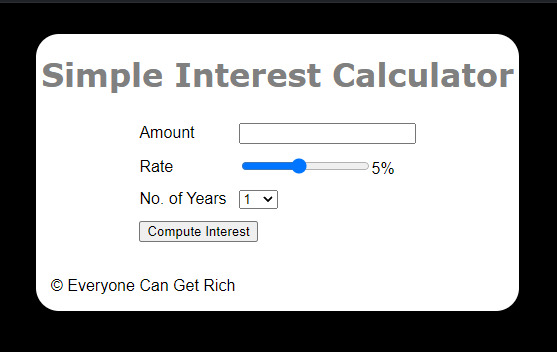 Simple Interest Calculator
Amount
Rate 5%
No. of Years 1
Compute Interest
© Everyone Can Get Rich